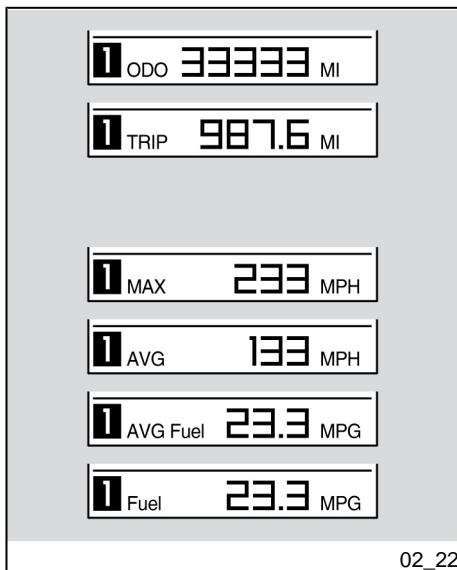 1 ODO 33333 MI
1 TRIP 987.6 MI
1 MAX 233 MPH
1 AVG 133 MPH
1 AVG Fuel 23.3 MPG
1 Fuel 23.3 MPG
02_22